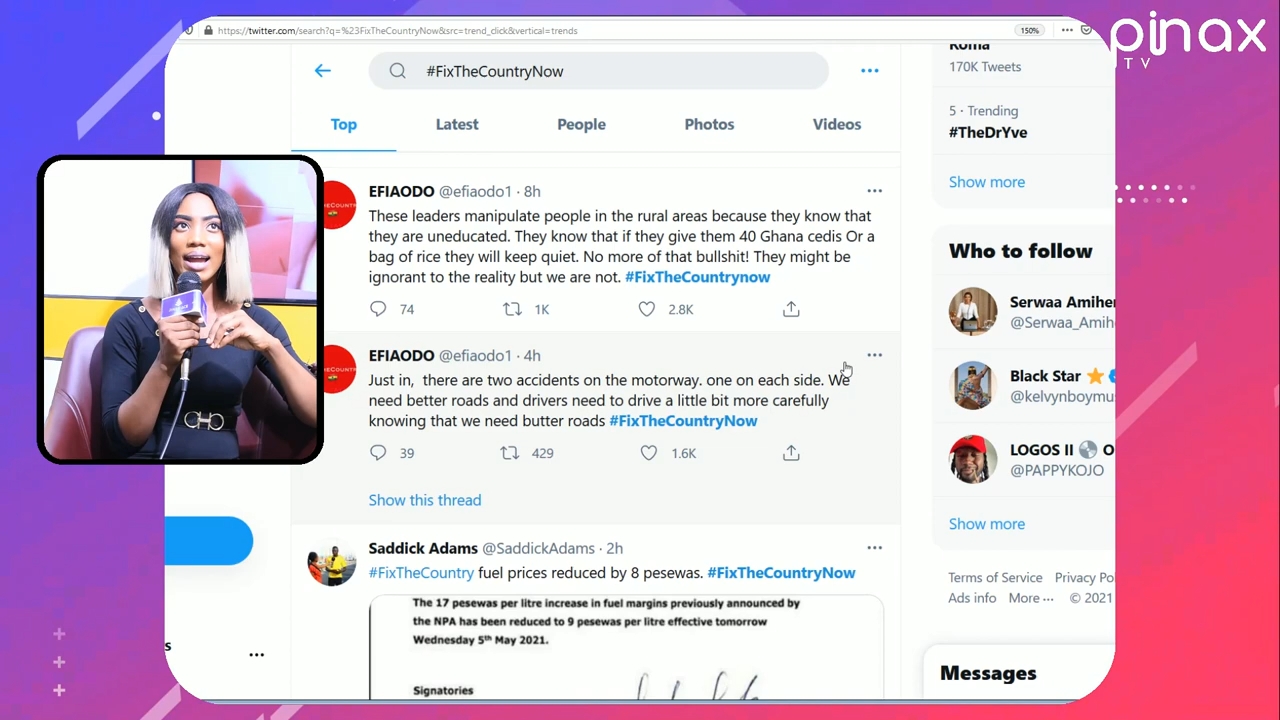 https://twitter.com/search?q=%23FixTheCountryNow&src=trend_click&vertical=trends
150%
pinax
TV
#FixTheCountryNow
Top
Latest
People
Photos
Videos
EFIAODO @efiaodo1 · 8h
These leaders manipulate people in the rural areas because they know that
they are uneducated. They know that if they give them 40 Ghana cedis Or a
bag of rice they will keep quiet. No more of that bullshit! They might be
ignorant to the reality but we are not. #FixTheCountrynow
74
1K
2.8K
EFIAODO @efiaodo1 · 4h
Just in, there are two accidents on the motorway. one on each side. We
need better roads and drivers need to drive a little bit more carefully
knowing that we need butter roads #FixTheCountryNow
39
429
1.6K
Show this thread
Saddick Adams @SaddickAdams · 2h
#FixTheCountry fuel prices reduced by 8 pesewas. #FixTheCountryNow
The 17 pesewas per litre increase in fuel margins previously announced by
the NPA has been reduced to 9 pesewas per litre effective tomorrow
Wednesday 5th May 2021.
Signatories
Roma
170K Tweets
5 · Trending
#TheDrYve
Show more
Who to follow
Serwaa Amihe
@Serwaa_Amih
Black Star
@kelvynboymus
LOGOS II O
@PAPPYKOJO
Show more
Terms of Service Privacy Po
Ads info More ··· © 2021
Messages